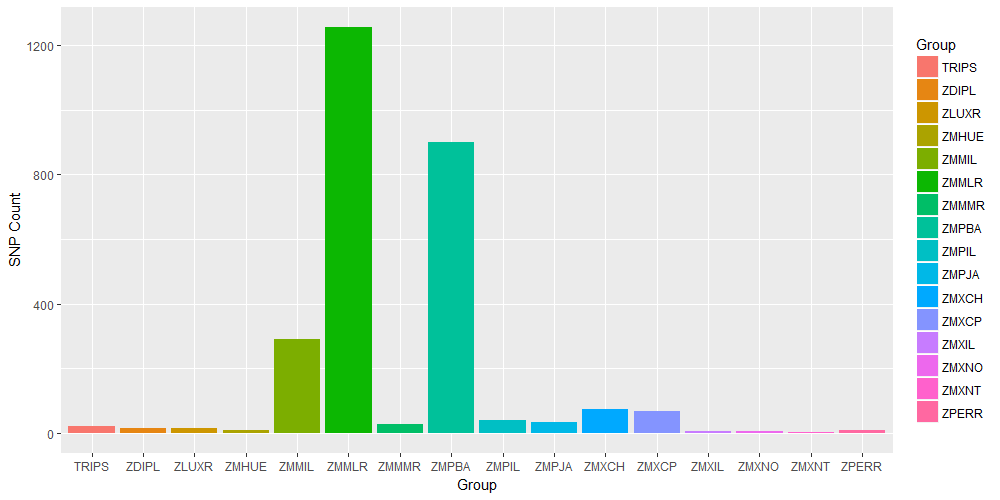 1200
800
400
0
SNP Count
TRIPS ZDIPL ZLUXR ZMHUE ZMMIL ZMMLR ZMMMR ZMPBA ZMPIL ZMPJA ZMXCH ZMXCP ZMXIL ZMXNO ZMXNT ZPERR
Group
Group
TRIPS
ZDIPL
ZLUXR
ZMHUE
ZMMIL
ZMMLR
ZMMMR
ZMPBA
ZMPIL
ZMPJA
ZMXCH
ZMXCP
ZMXIL
ZMXNO
ZMXNT
ZPERR